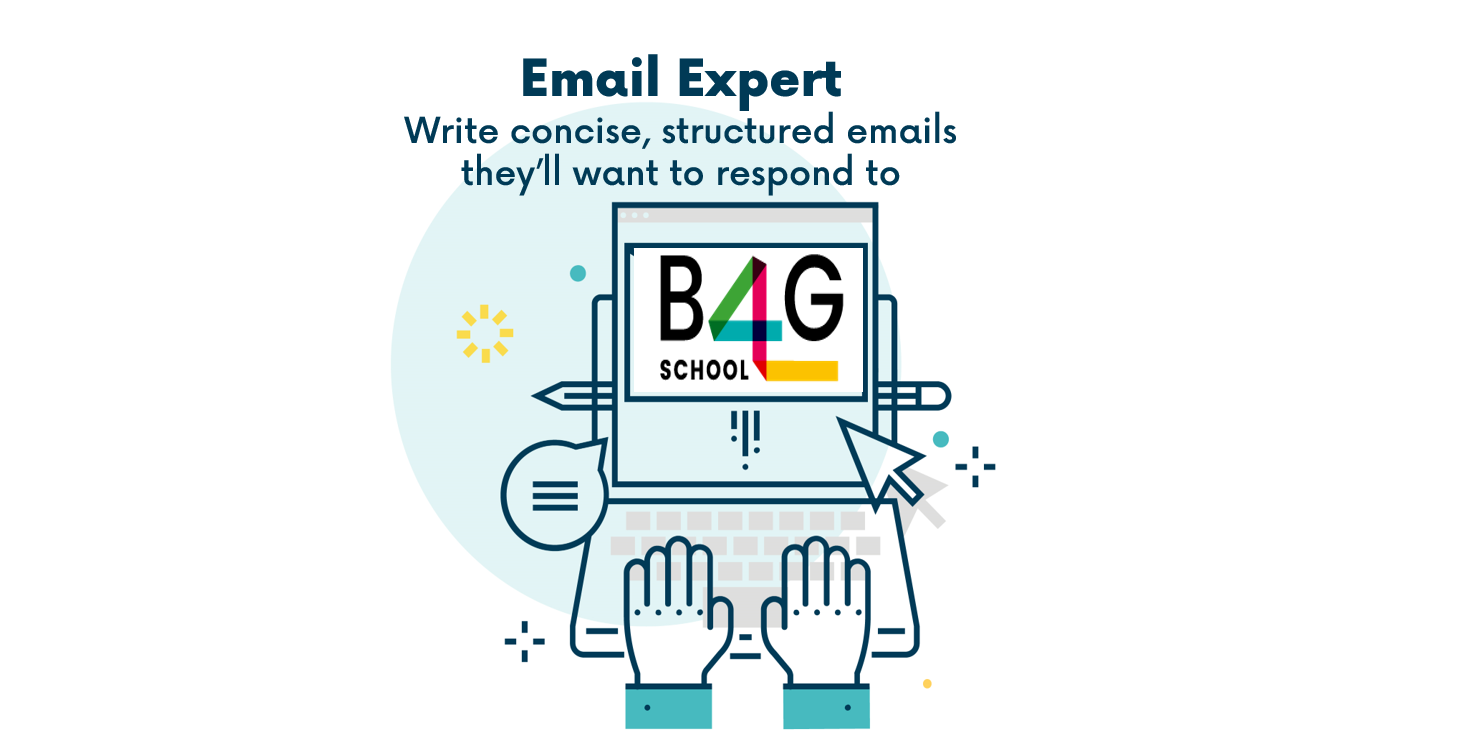 Email Expert
Write concise, structured emails
they’ll want to respond to
B4G
SCHOOL